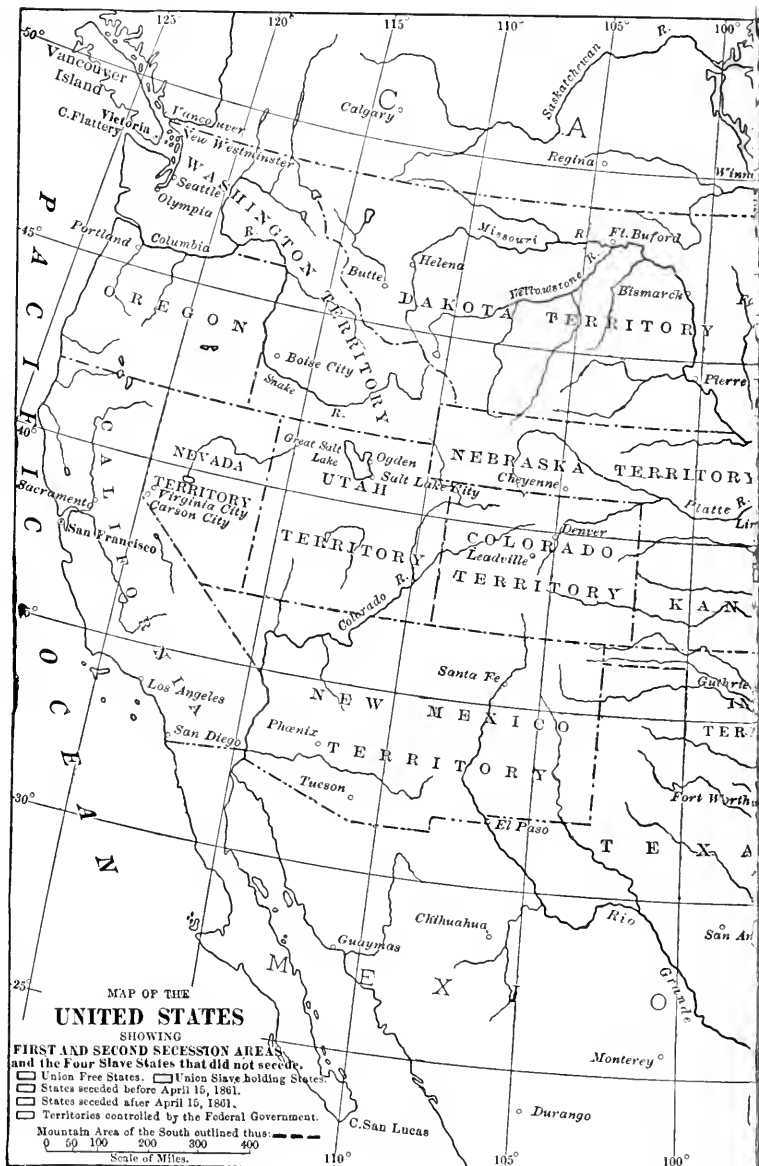 125° 120° 115° 110° 105° 100°
50°
Vancouver
Island
C
Calgary
Saskatchewan R.
A
Vancouver
Victoria
C. Flattery
New Westminster
Regina
Winn
WASHINGTON TERRITORY
Seattle
Olympia
45°
Portland
Columbia R.
Missouri R.
Ft. Buford
Helena
Butte
Yellowstone R.
Bismarch
DAKOTA TERRITORY
OREGON
Boise City
Snake R.
Pierre
PACIFIC OCEAN
40°
CALIFORNIA
NEVADA
TERRITORY
Virginia City
Carson City
Great Salt
Lake
Ogden
UTAH
Salt Lake City
TERRITORY
NEBRASKA TERRITORY
Cheyenne
Platte R.
Lin
Sacramento
San Francisco
Denver
COLORADO
Leadville
TERRITORY
Colorado R.
KAN
35°
Los Angeles
San Diego
Santa Fe
Guthrie
IN
TER
NEW MEXICO
Phœnix
TERRITORY
Tucson
Fort Worth
El Paso
TEXA
30°
Chihuahua
Rio Grande
San An
Guaymas
MEXI O
25°
Monterey
Durango
C. San Lucas
MAP OF THE
UNITED STATES
SHOWING
FIRST AND SECOND SECESSION AREAS
and the Four Slave States that did not secede.
Union Free States. Union Slave holding States.
States seceded before April 15, 1861.
States seceded after April 15, 1861.
Territories controlled by the Federal Government.
Mountain Area of the South outlined thus:
0 50 100 200 300 400
Scale of Miles.
110° 105° 100°